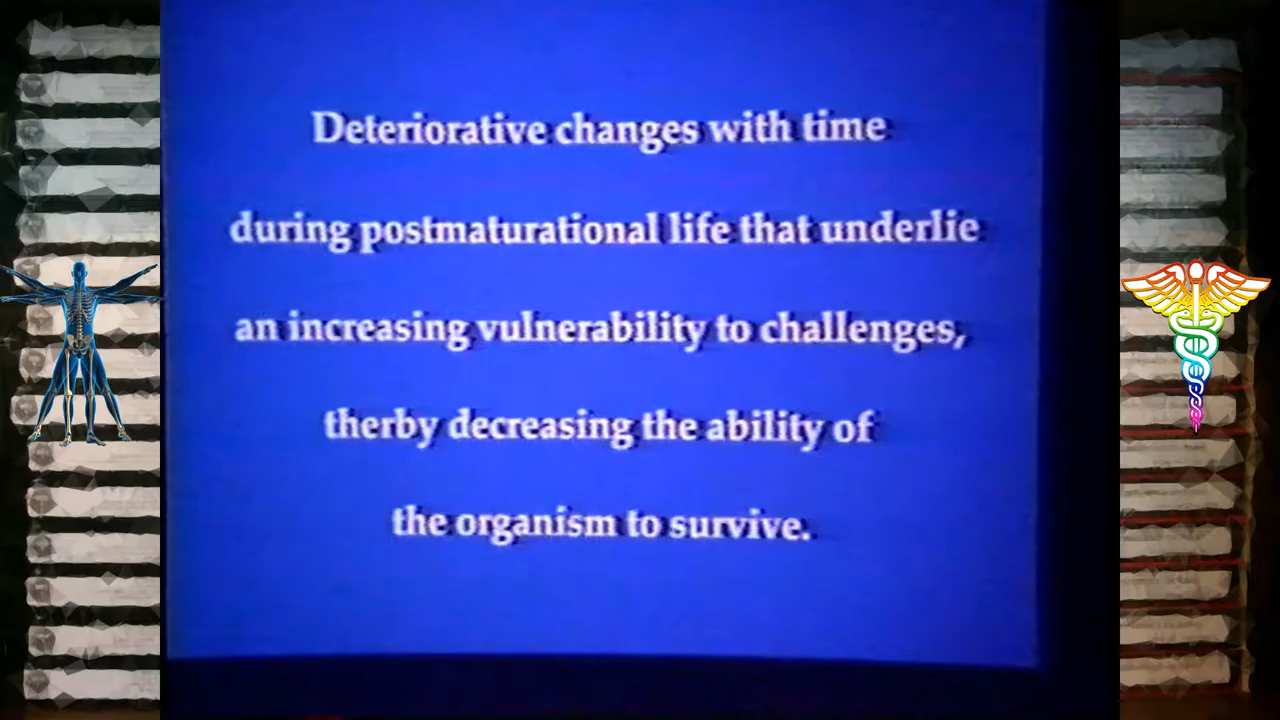 Deteriorative changes with time
during postmaturational life that underlie
an increasing vulnerability to challenges,
therby decreasing the ability of
the organism to survive.